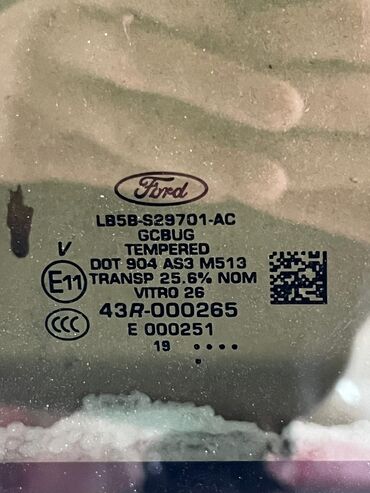 Ford
LB5B-S29701-AC
GCBUG
TEMPERED
V
DOT 904 AS3 M513
E11
TRANSP 25.6% NOM
VITRO 26
43R-000265
CCC
E 000251
19 ····